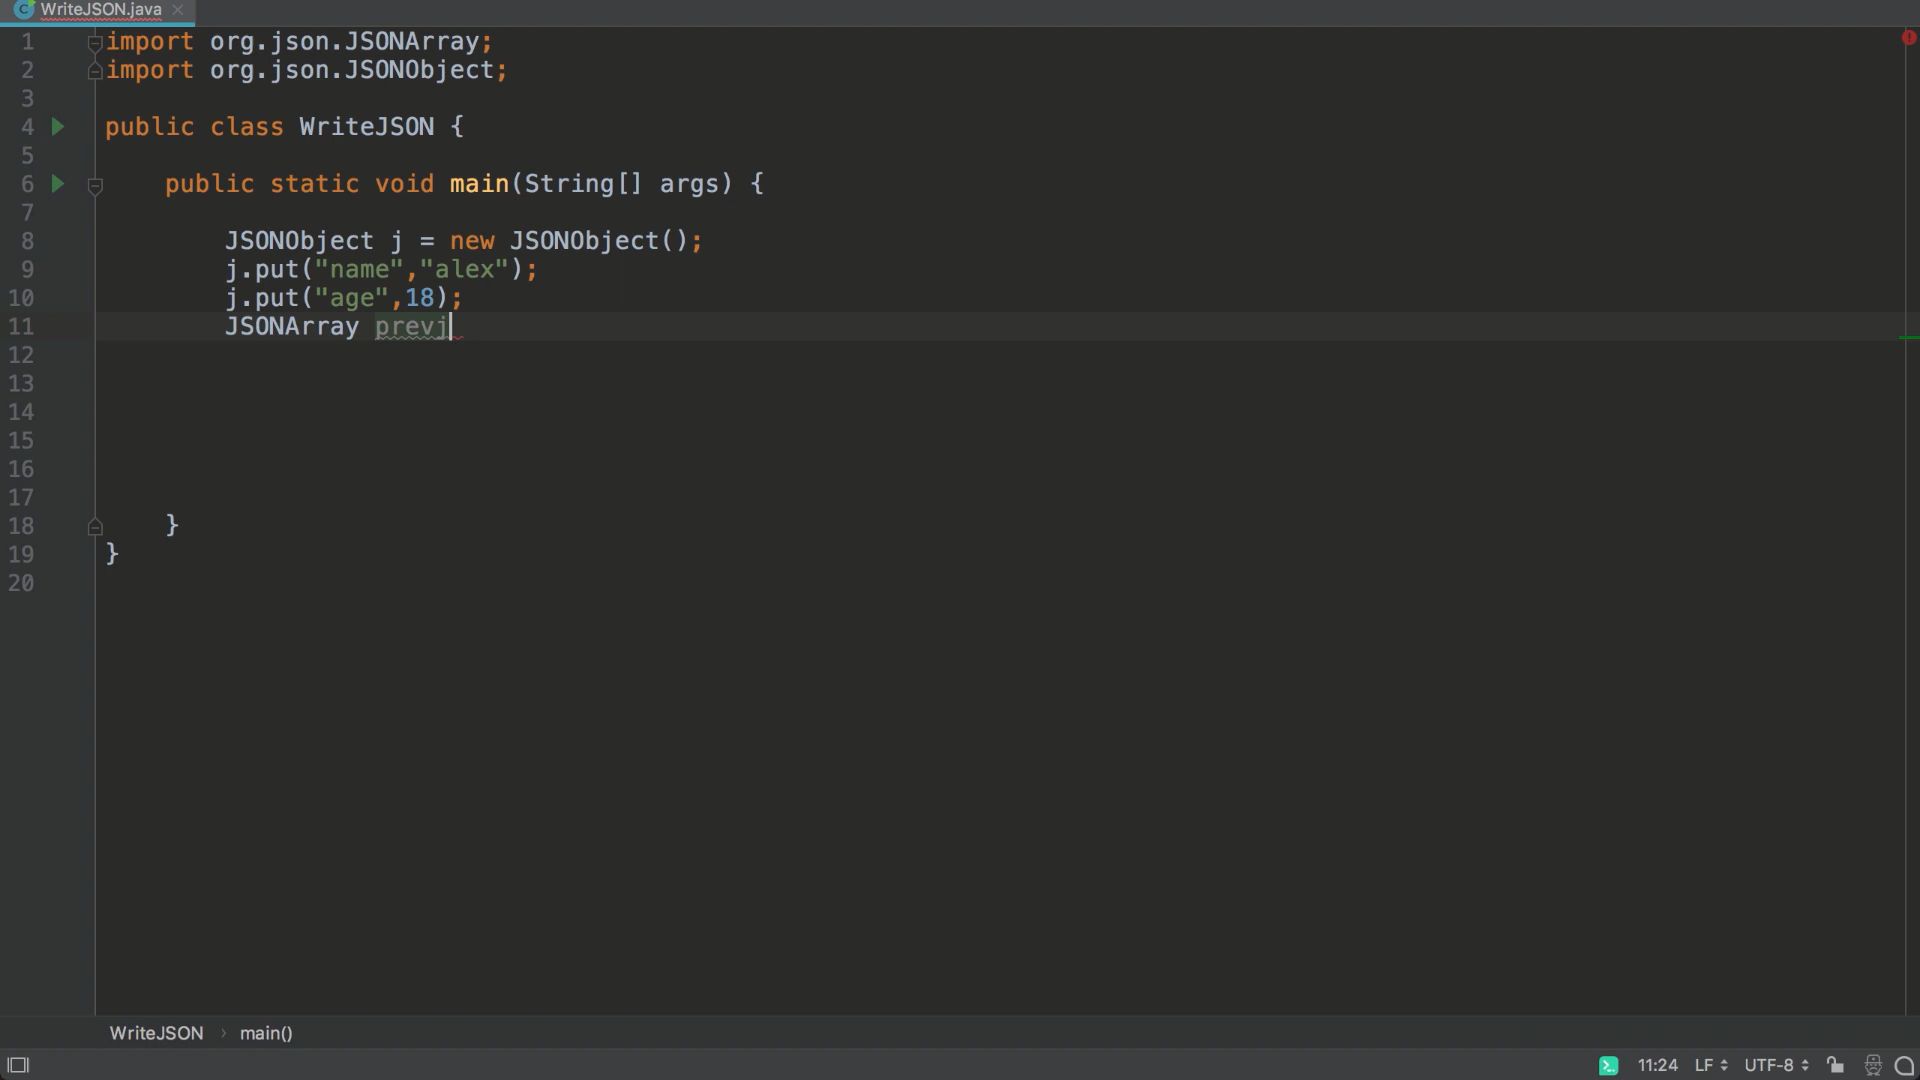 WriteJSON.java
1 import org.json.JSONArray;
2 import org.json.JSONObject;
3
4 public class WriteJSON {
5
6 public static void main(String[] args) {
7
8 JSONObject j = new JSONObject();
9 j.put("name","alex");
10 j.put("age",18);
11 JSONArray prevj
12
13
14
15
16
17
18 }
19 }
20
WriteJSON › main()
11:24 LF UTF-8